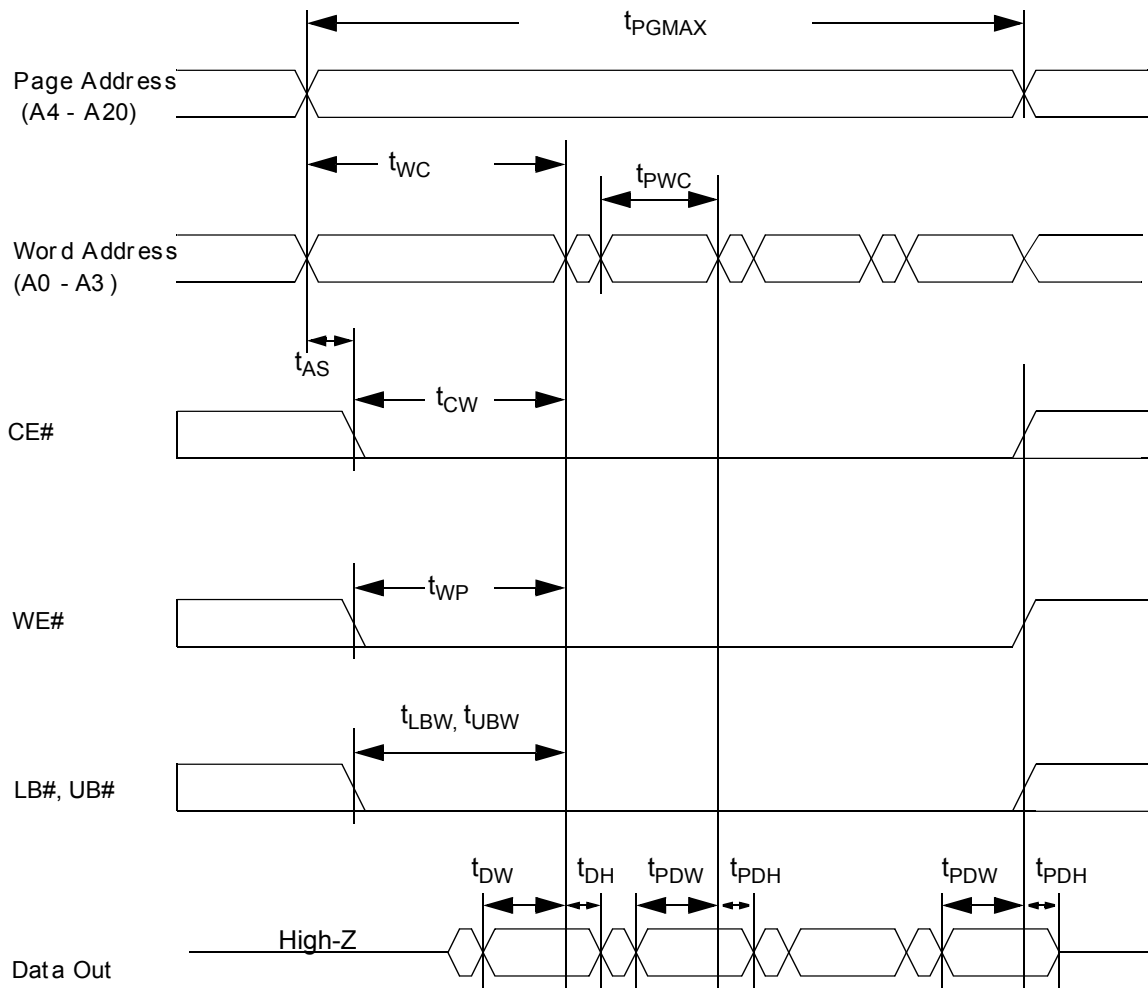 tPGMAX
Page Address
(A4 - A20)
tWC
tPWC
Word Address
(A0 - A3 )
tAS
tCW
CE#
tWP
WE#
tLBW, tUBW
LB#, UB#
tDW
tDH
tPDW
tPDH
tPDW
tPDH
High-Z
Data Out